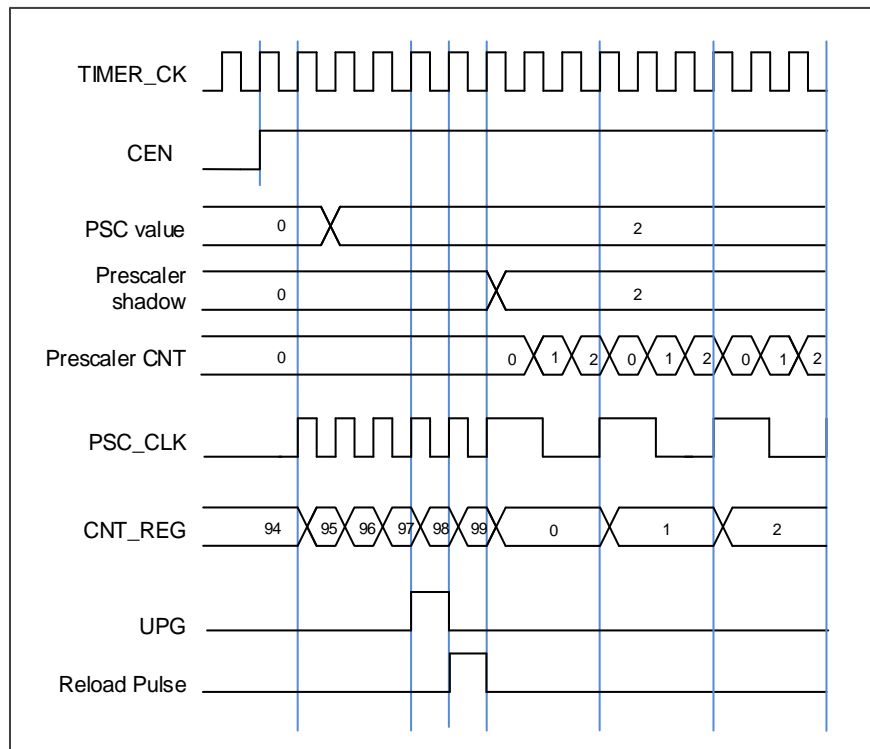 TIMER_CK
CEN
PSC value 0 2
Prescaler
shadow 0 2
Prescaler CNT 0 0 1 2 0 1 2 0 1 2
PSC_CLK
CNT_REG 94 95 96 97 98 99 0 1 2
UPG
Reload Pulse